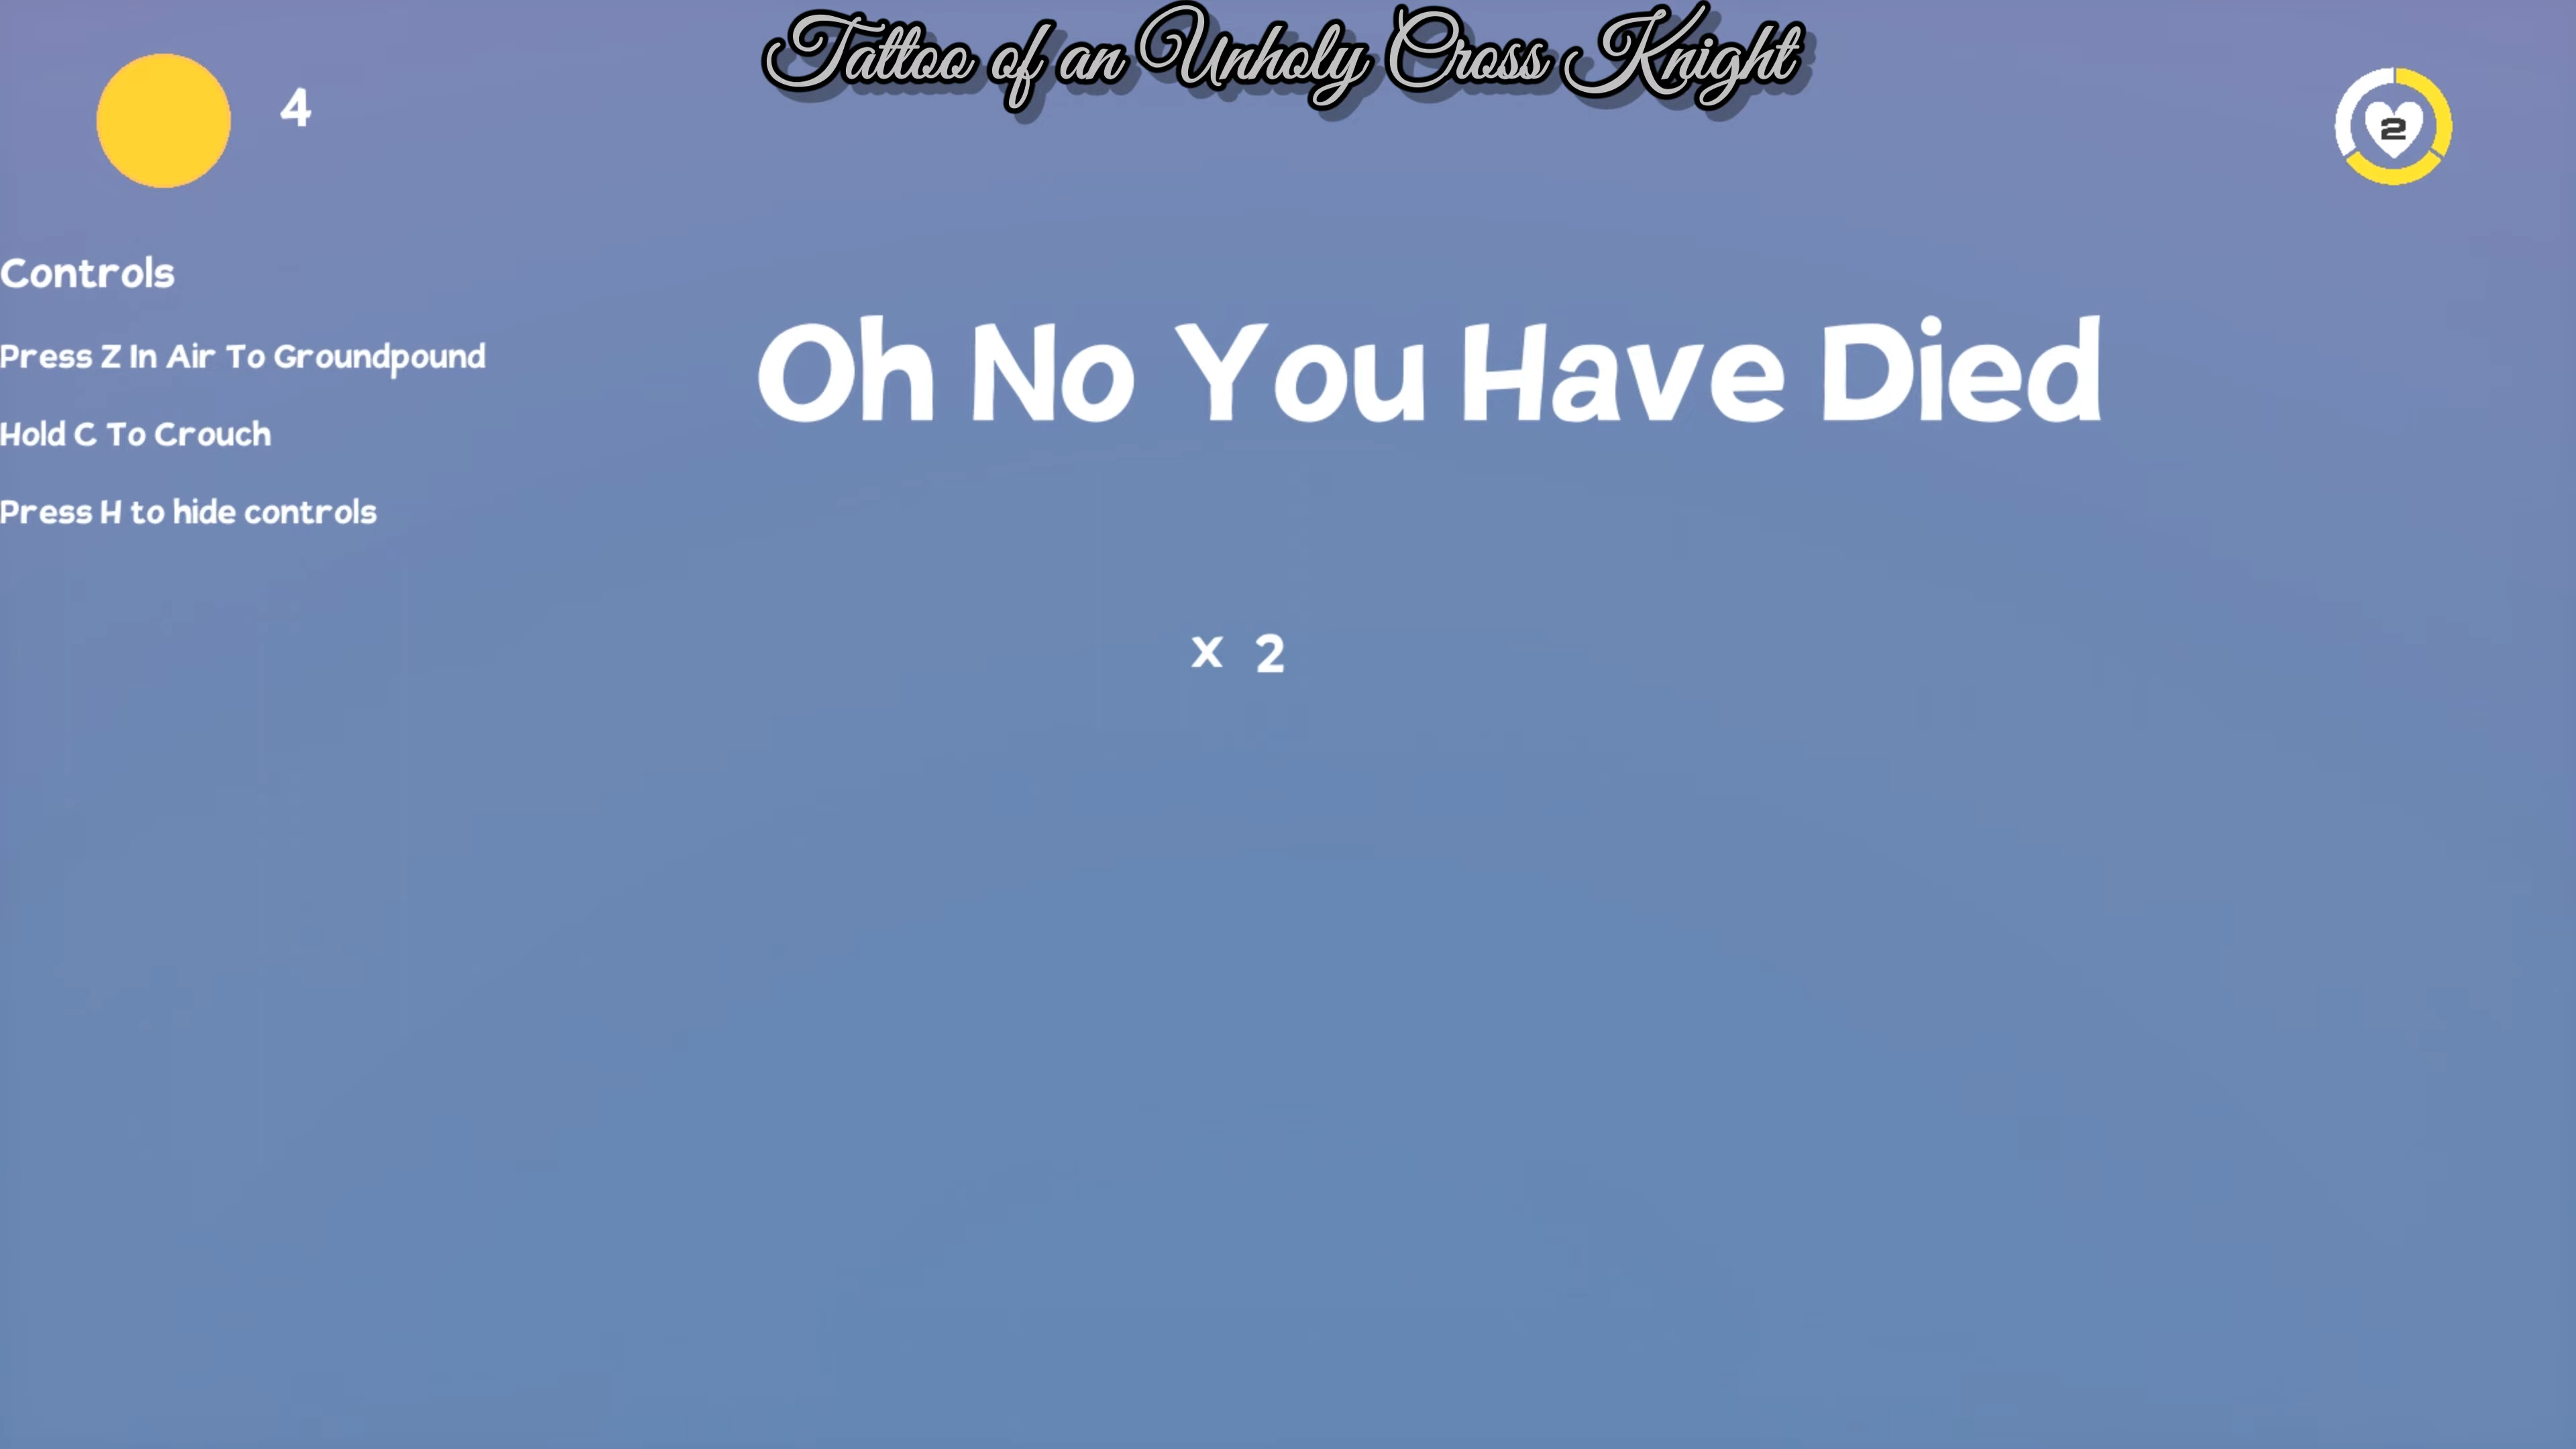 Tattoo of an Unholy Cross Knight
4
2
Controls
Press Z In Air To Groundpound
Hold C To Crouch
Press H to hide controls
Oh No You Have Died
x 2